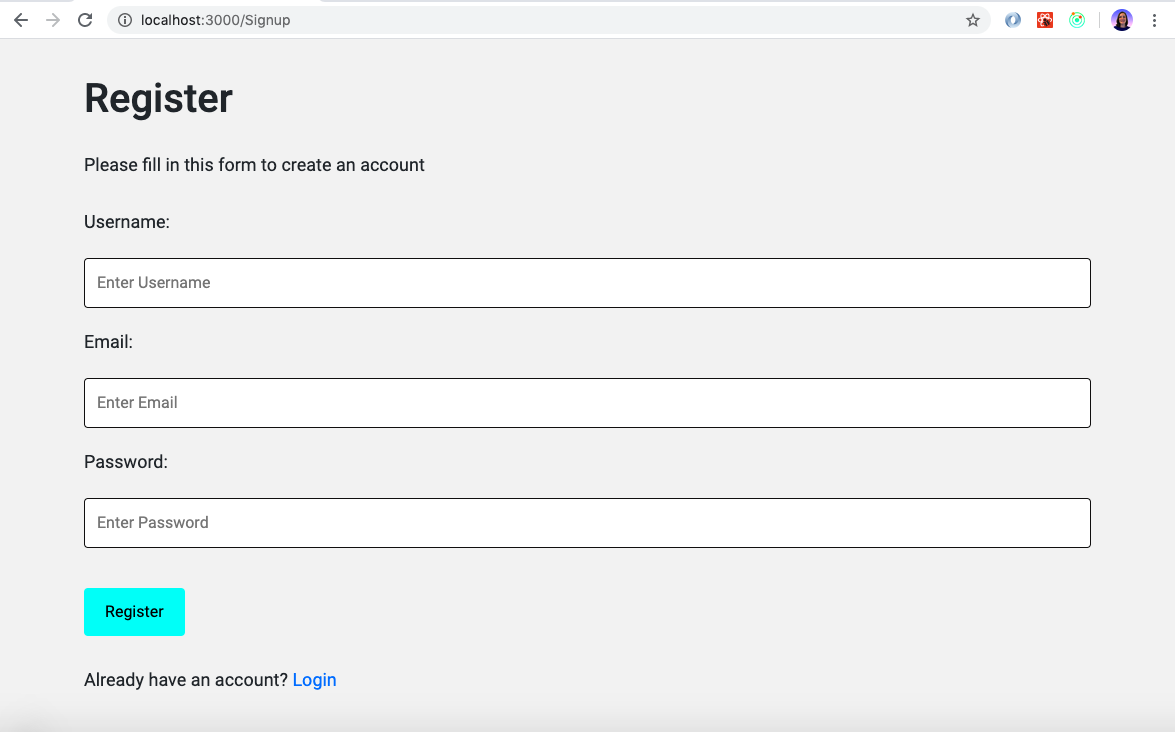 localhost:3000/Signup
Register
Please fill in this form to create an account
Username:
Enter Username
Email:
Enter Email
Password:
Enter Password
Register
Already have an account? Login